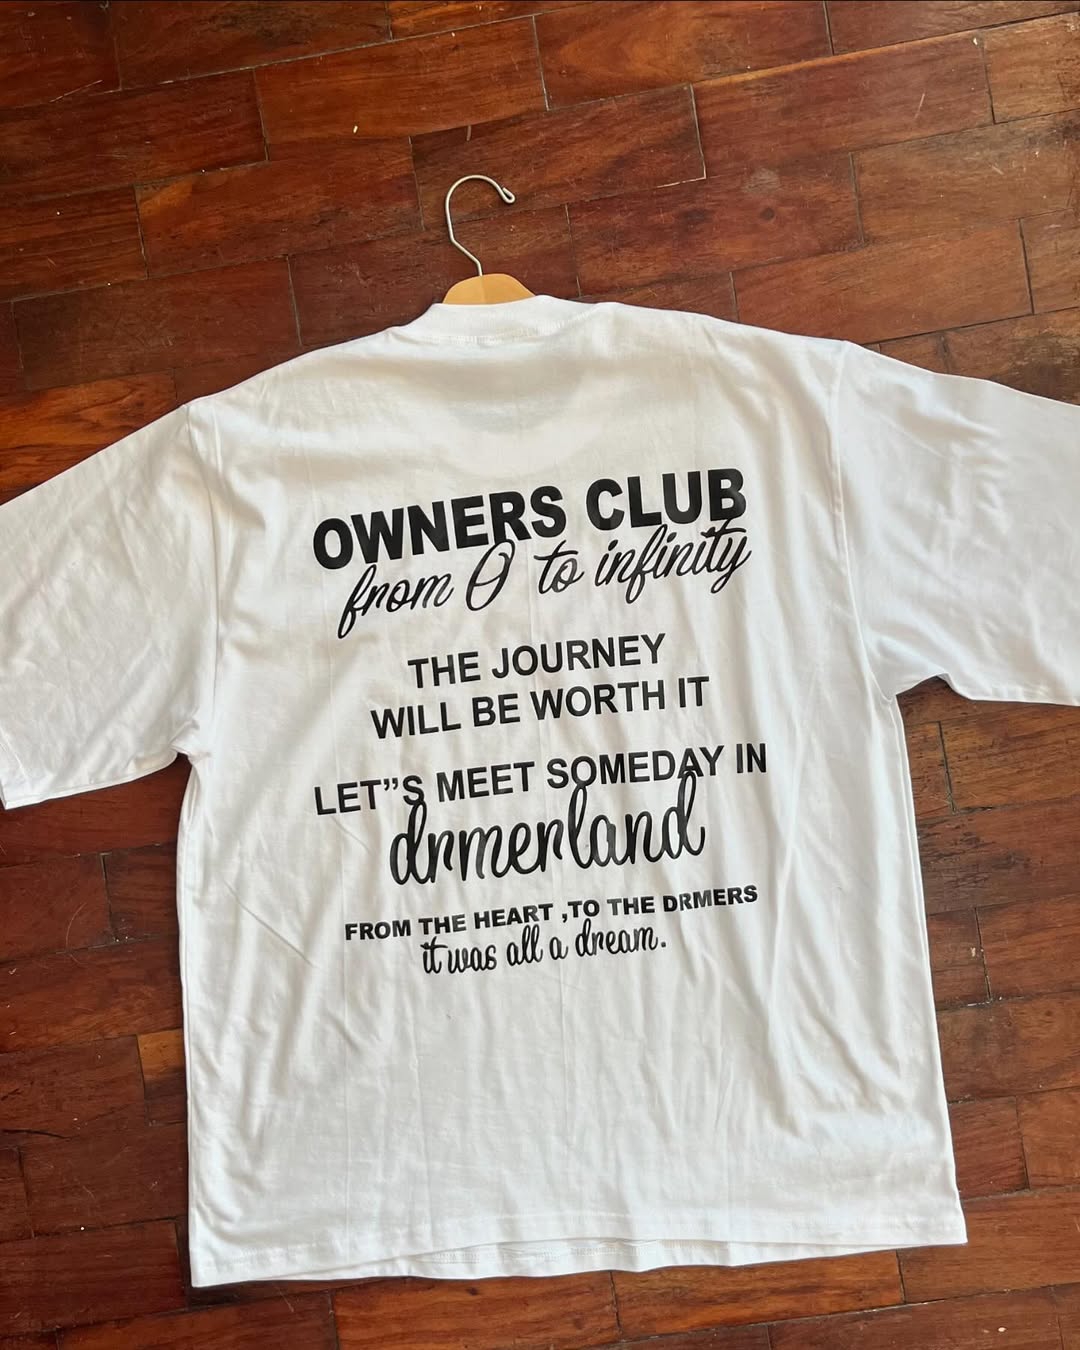 OWNERS CLUB
from 0 to infinity
THE JOURNEY
WILL BE WORTH IT
LET”S MEET SOMEDAY IN
drmerland
FROM THE HEART ,TO THE DRMERS
it was all a dream.